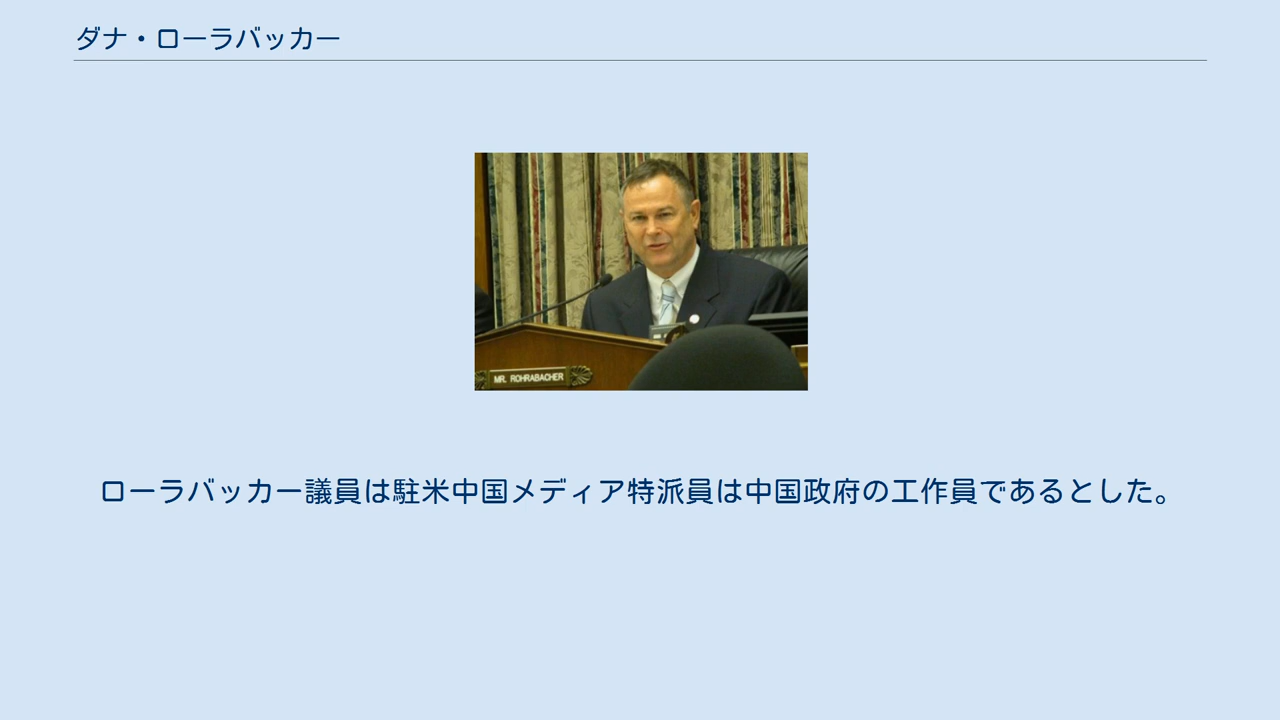 ダナ・ローラバッカー
MR. ROHRABACHER
ローラバッカー議員は駐米中国メディア特派員は中国政府の工作員であるとした。